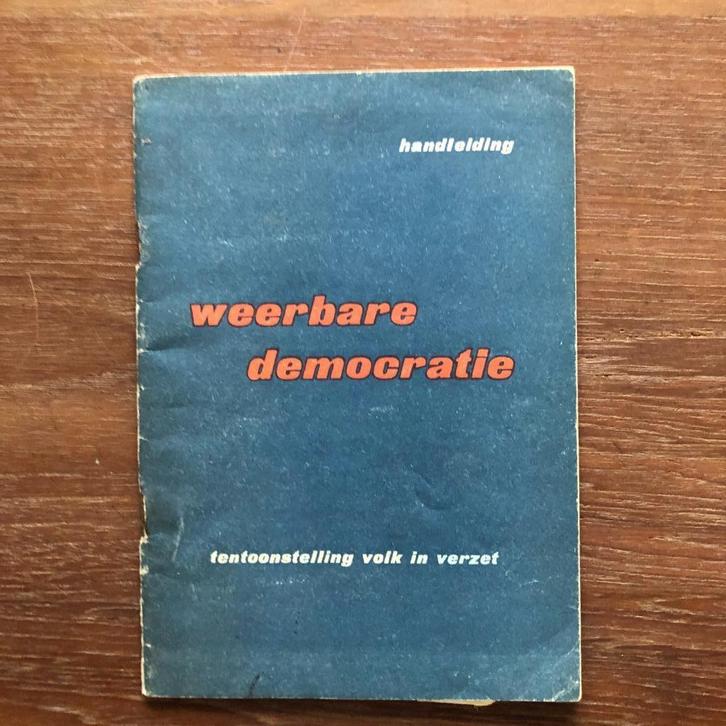 handleiding
weerbare
democratie
tentoonstelling volk in verzet